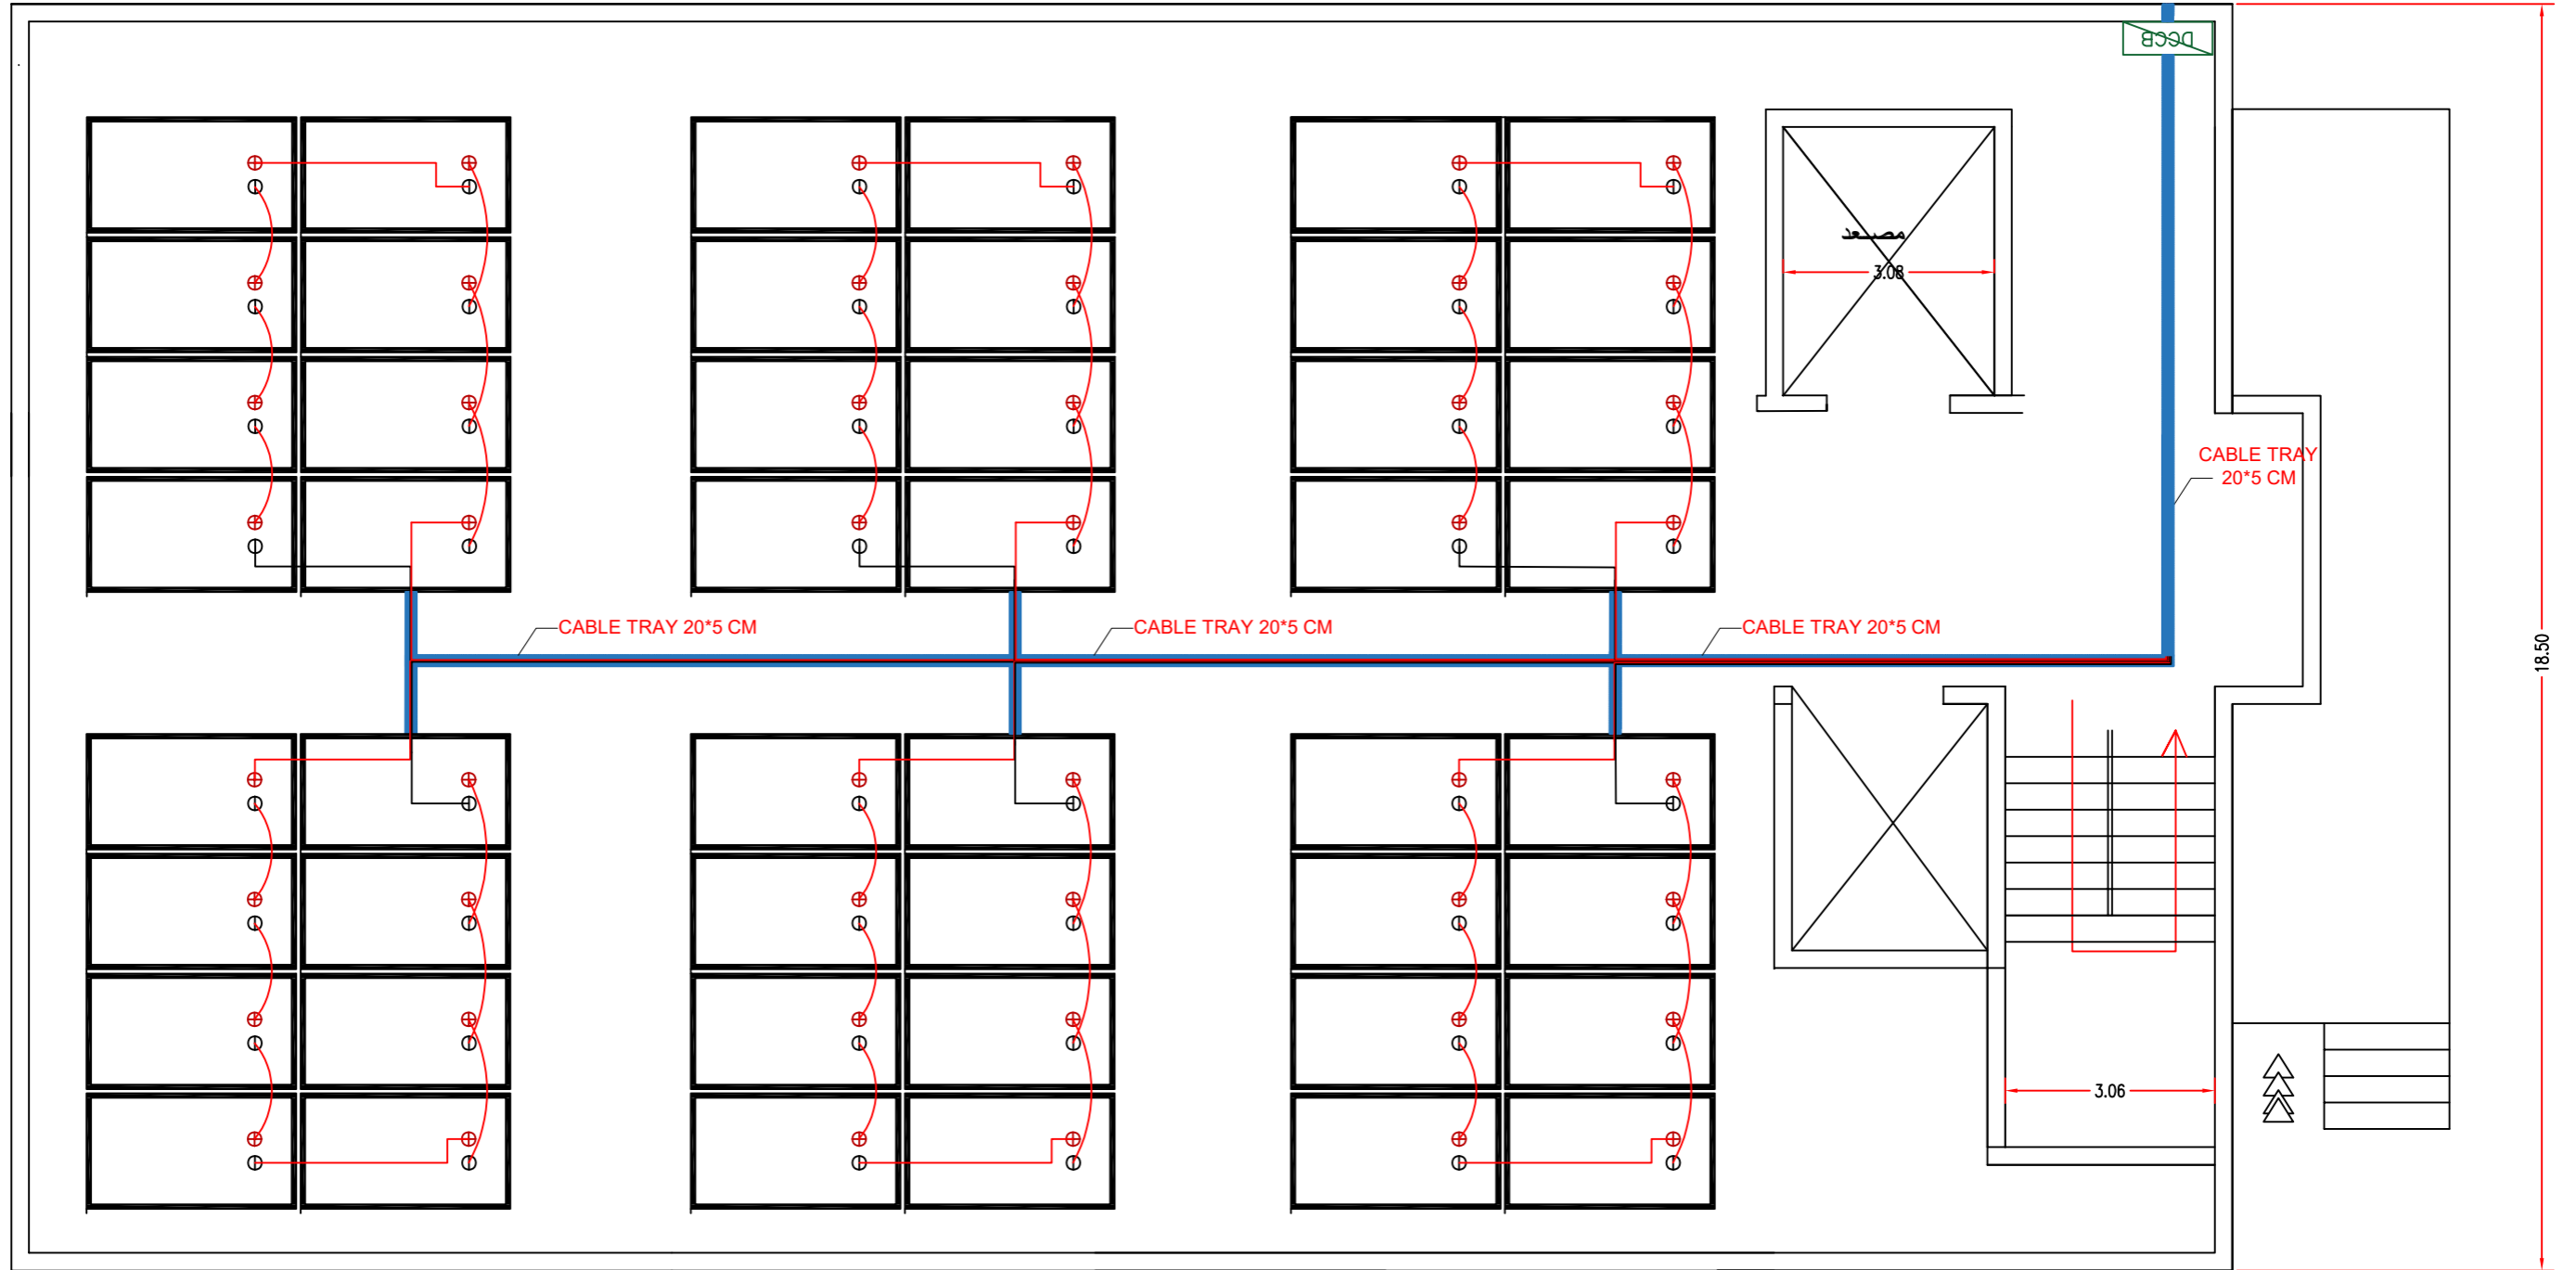 DCCB
مصعد
3.08
CABLE TRAY
20*5 CM
CABLE TRAY 20*5 CM
CABLE TRAY 20*5 CM
CABLE TRAY 20*5 CM
18.50
3.06